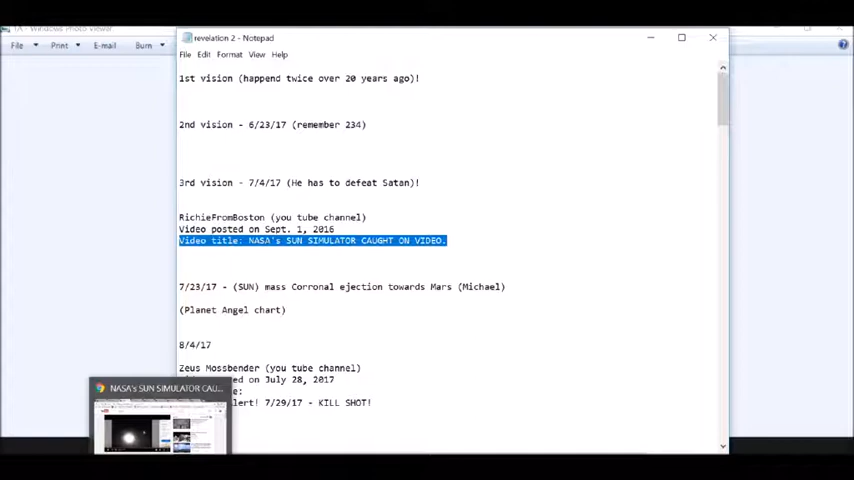 1X - Windows Photo Viewer
revelation 2 - Notepad
File Print E-mail Burn
File Edit Format View Help
1st vision (happend twice over 20 years ago)!
2nd vision - 6/23/17 (remember 234)
3rd vision - 7/4/17 (He has to defeat Satan)!
RichieFromBoston (you tube channel)
Video posted on Sept. 1, 2016
Video title: NASA's SUN SIMULATOR CAUGHT ON VIDEO.
7/23/17 - (SUN) mass Corronal ejection towards Mars (Michael)
(Planet Angel chart)
8/4/17
Zeus Mossbender (you tube channel)
ed on July 28, 2017
e:
lert! 7/29/17 - KILL SHOT!
NASA's SUN SIMULATOR CAU...